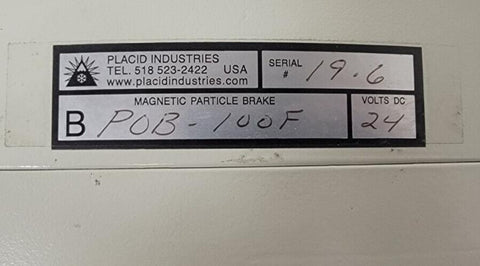 PLACID INDUSTRIES
TEL. 518 523-2422 USA
www.placidindustries.com
SERIAL
# 19.6
MAGNETIC PARTICLE BRAKE
B POB-100F
VOLTS DC
24